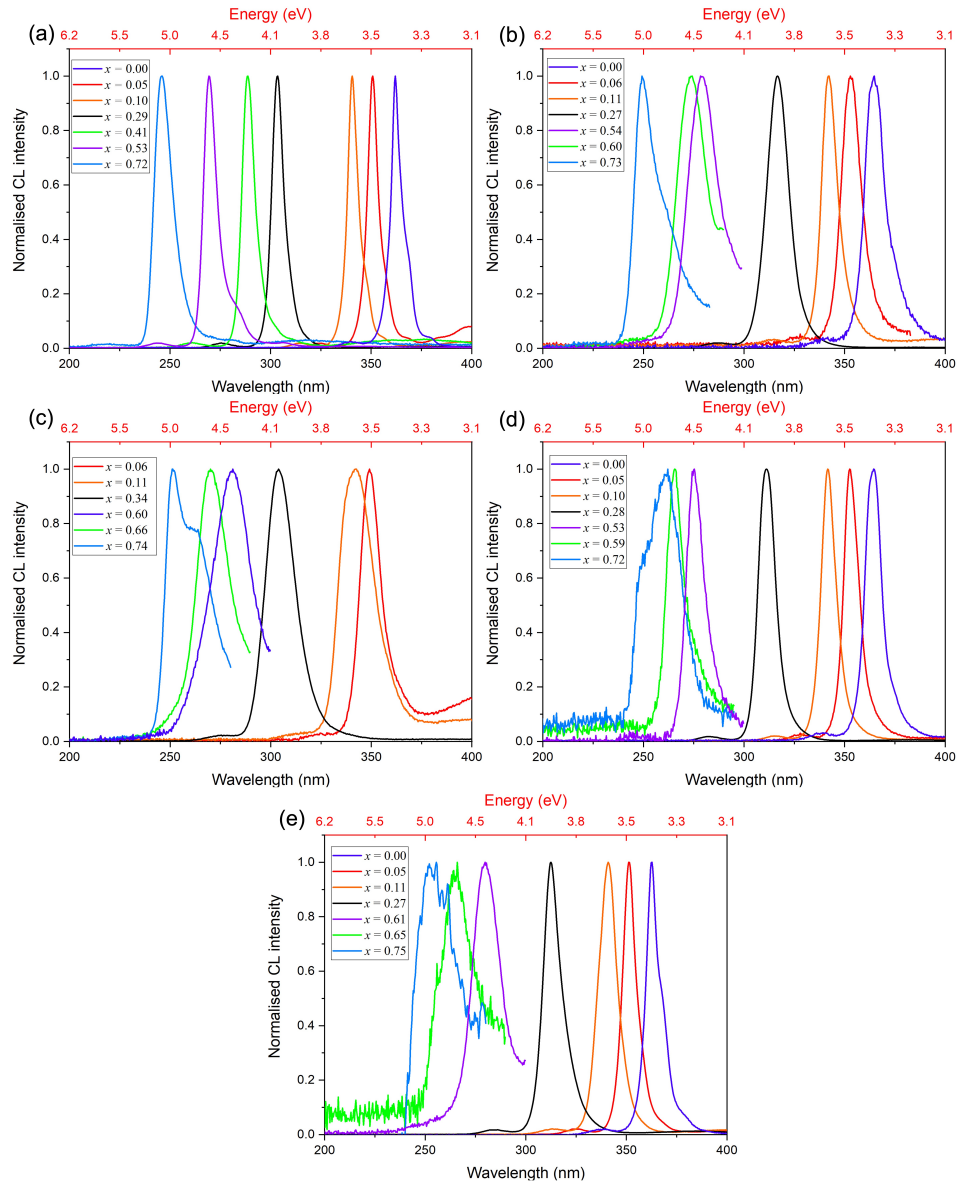 (a)
Energy (eV)
6.2 5.5 5.0 4.5 4.1 3.8 3.5 3.3 3.1
Normalised CL intensity
1.0
0.8
0.6
0.4
0.2
0.0
x = 0.00
x = 0.05
x = 0.10
x = 0.29
x = 0.41
x = 0.53
x = 0.72
200 250 300 350 400
Wavelength (nm)
(b)
Energy (eV)
6.2 5.5 5.0 4.5 4.1 3.8 3.5 3.3 3.1
Normalised CL intensity
1.0
0.8
0.6
0.4
0.2
0.0
x = 0.00
x = 0.06
x = 0.11
x = 0.27
x = 0.54
x = 0.60
x = 0.73
200 250 300 350 400
Wavelength (nm)
(c)
Energy (eV)
6.2 5.5 5.0 4.5 4.1 3.8 3.5 3.3 3.1
Normalised CL intensity
1.0
0.8
0.6
0.4
0.2
0.0
x = 0.06
x = 0.11
x = 0.34
x = 0.60
x = 0.66
x = 0.74
200 250 300 350 400
Wavelength (nm)
(d)
Energy (eV)
6.2 5.5 5.0 4.5 4.1 3.8 3.5 3.3 3.1
Normalised CL intensity
1.0
0.8
0.6
0.4
0.2
0.0
x = 0.00
x = 0.05
x = 0.10
x = 0.28
x = 0.53
x = 0.59
x = 0.72
200 250 300 350 400
Wavelength (nm)
(e)
Energy (eV)
6.2 5.5 5.0 4.5 4.1 3.8 3.5 3.3 3.1
Normalised CL intensity
1.0
0.8
0.6
0.4
0.2
0.0
x = 0.00
x = 0.05
x = 0.11
x = 0.27
x = 0.61
x = 0.65
x = 0.75
200 250 300 350 400
Wavelength (nm)